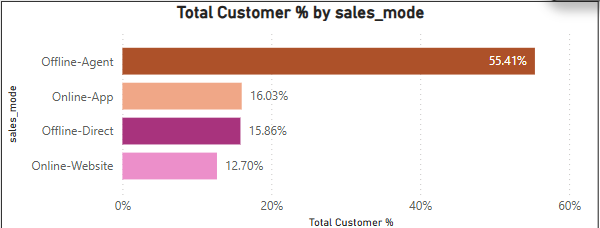 Total Customer % by sales_mode
sales_mode
Offline-Agent 55.41%
Online-App 16.03%
Offline-Direct 15.86%
Online-Website 12.70%
0% 20% 40% 60%
Total Customer %